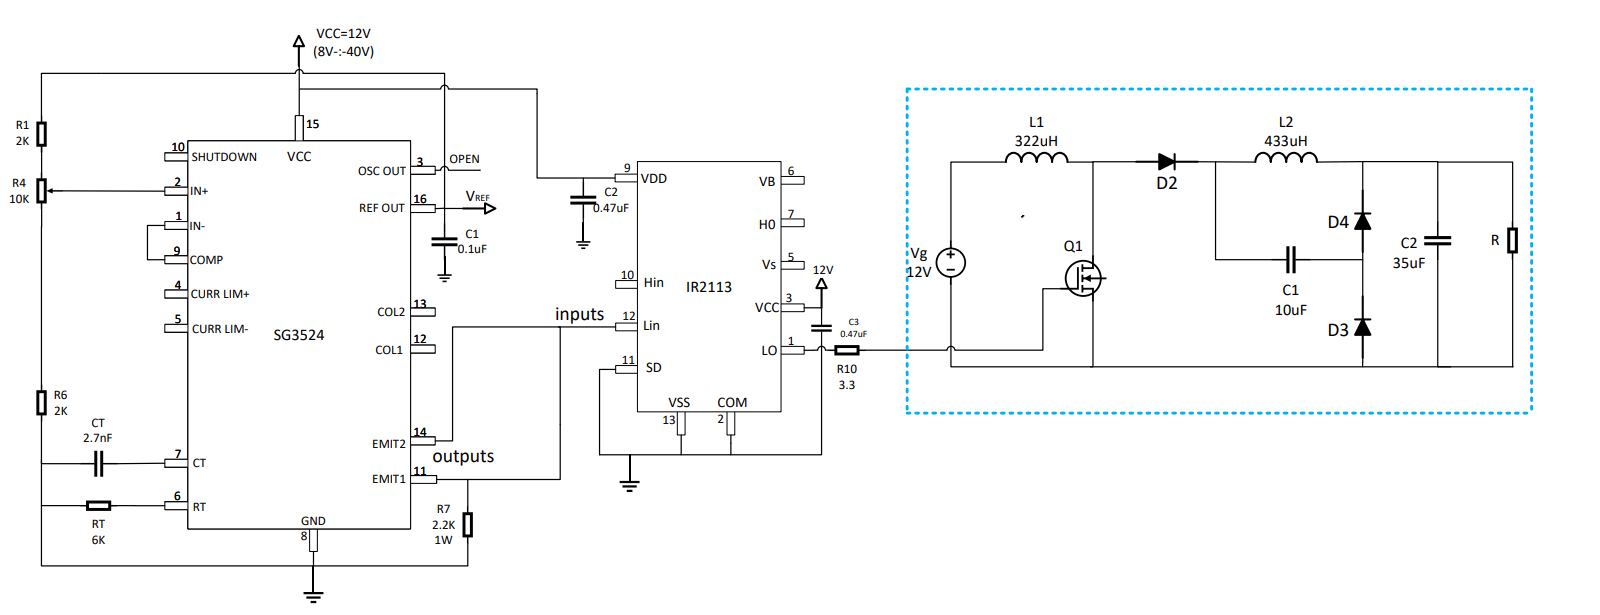 VCC=12V
(8V-:-40V)
R1
2K
R4
10K
R6
2K
CT
2.7nF
RT
6K
15
VCC
10
SHUTDOWN
2
IN+
1
IN-
9
COMP
4
CURR LIM+
5
CURR LIM-
7
CT
6
RT
SG3524
GND
8
3
OSC OUT
OPEN
16
REF OUT
VREF
C1
0.1uF
13
COL2
12
COL1
14
EMIT2
11
EMIT1
outputs
R7
2.2K
1W
inputs
C2
0.47uF
9
VDD
10
Hin
12
Lin
11
SD
IR2113
VSS
13
COM
2
6
VB
7
H0
5
Vs
3
VCC
1
LO
12V
C3
0.47uF
R10
3.3
L1
322uH
L2
433uH
D2
Vg
12V
Q1
D4
C1
10uF
D3
C2
35uF
R